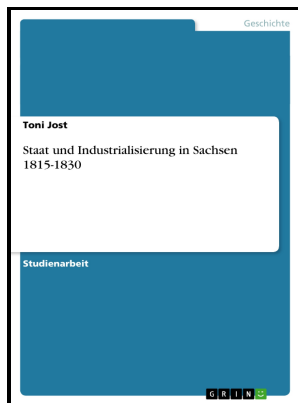 Geschichte
Toni Jost
Staat und Industrialisierung in Sachsen
1815-1830
Studienarbeit
GRIN